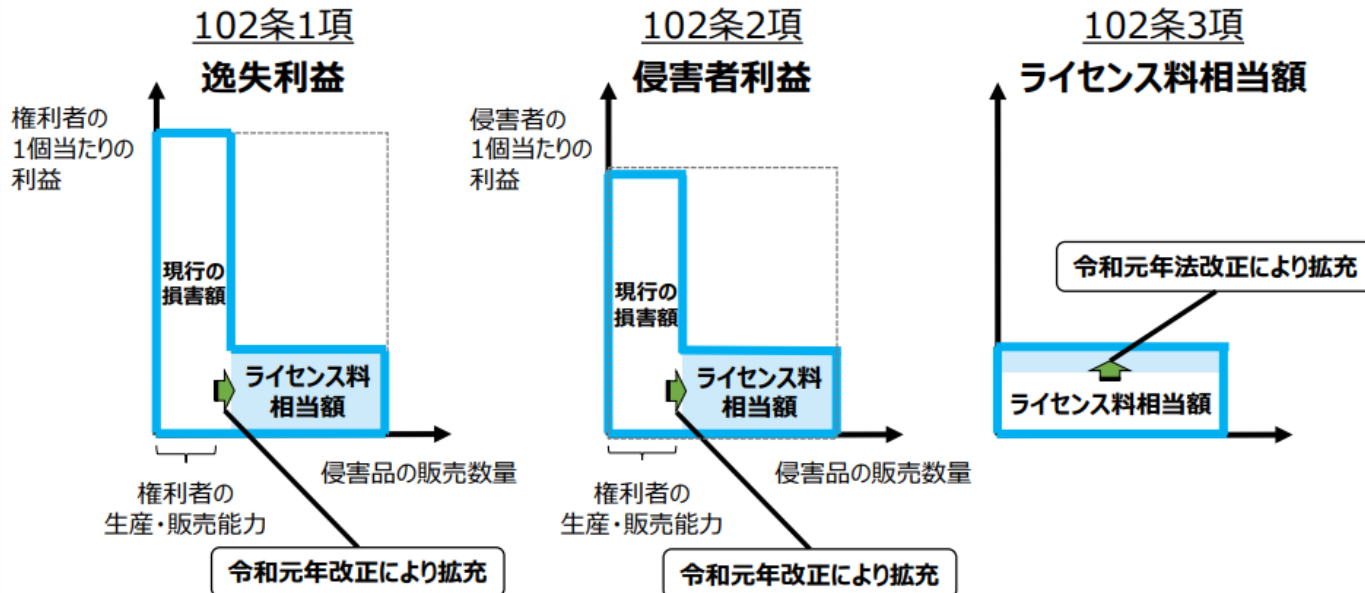 102条1項
逸失利益
権利者の
1個当たりの
利益
現行の
損害額
ライセンス料
相当額
侵害品の販売数量
権利者の
生産・販売能力
令和元年改正により拡充
102条2項
侵害者利益
侵害者の
1個当たりの
利益
現行の
損害額
ライセンス料
相当額
侵害品の販売数量
権利者の
生産・販売能力
令和元年改正により拡充
102条3項
ライセンス料相当額
令和元年法改正により拡充
ライセンス料相当額